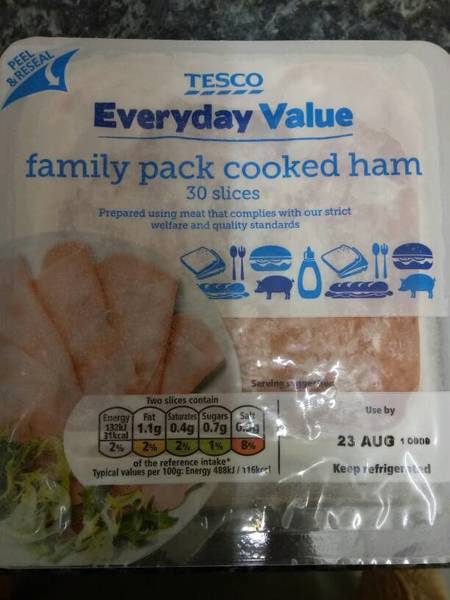 PEEL
& RESEAL
TESCO
Everyday Value
family pack cooked ham
30 slices
Prepared using meat that complies with our strict
welfare and quality standards
Serving suggestion
Two slices contain
Energy Fat Saturates Sugars Salt
132kJ 1.1g 0.4g 0.7g
31kcal
2% 2% 2% 1% 8%
of the reference intake*
Typical values per 100g: Energy 488kJ / 116kcal
Use by
23 AUG
Keep refrigerated